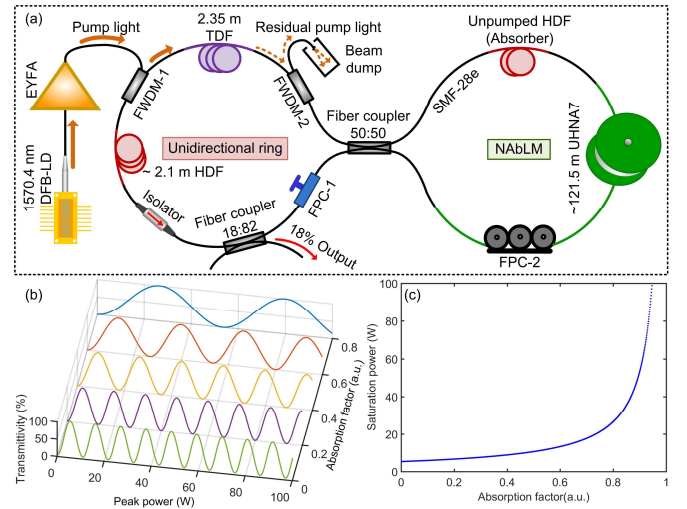 (a)
Pump light
2.35 m
TDF
Residual pump light
Beam
dump
Unpumped HDF
(Absorber)
EYFA
FWDM-1
FWDM-2
SMF-28e
Fiber coupler
50:50
1570.4 nm
DFB-LD
Unidirectional ring
~ 2.1 m HDF
NAbLM
~121.5 m UHNA7
Isolator
Fiber coupler
18:82
FPC-1
18% Output
FPC-2
(b)
Transmittivity (%)
100
50
0
0
20
40
60
80
100
Peak power (W)
0
0.2
0.4
0.6
0.8
Absorption factor (a.u.)
(c)
Saturation power (W)
100
80
60
40
20
0
0
0.2
0.4
0.6
0.8
1
Absorption factor(a.u.)